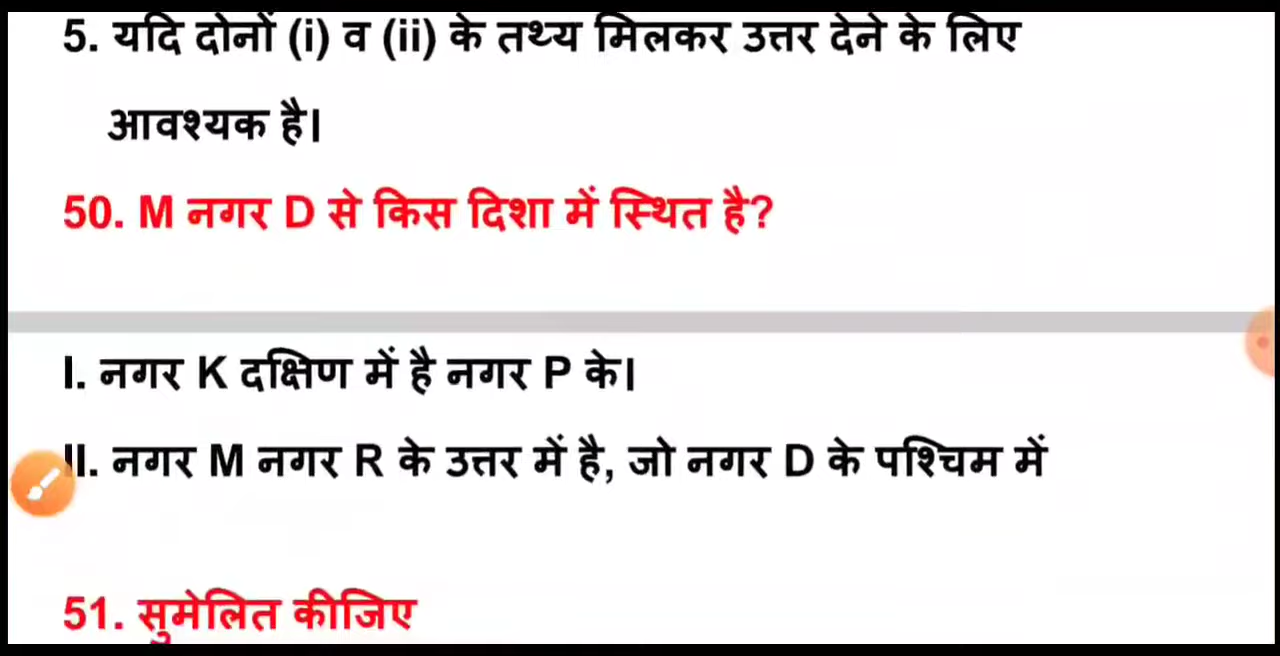 5. यदि दोनों (i) व (ii) के तथ्य मिलकर उत्तर देने के लिए
आवश्यक है।
50. M नगर D से किस दिशा में स्थित है?
I. नगर K दक्षिण में है नगर P के।
II. नगर M नगर R के उत्तर में है, जो नगर D के पश्चिम में
51. सुमेलित कीजिए